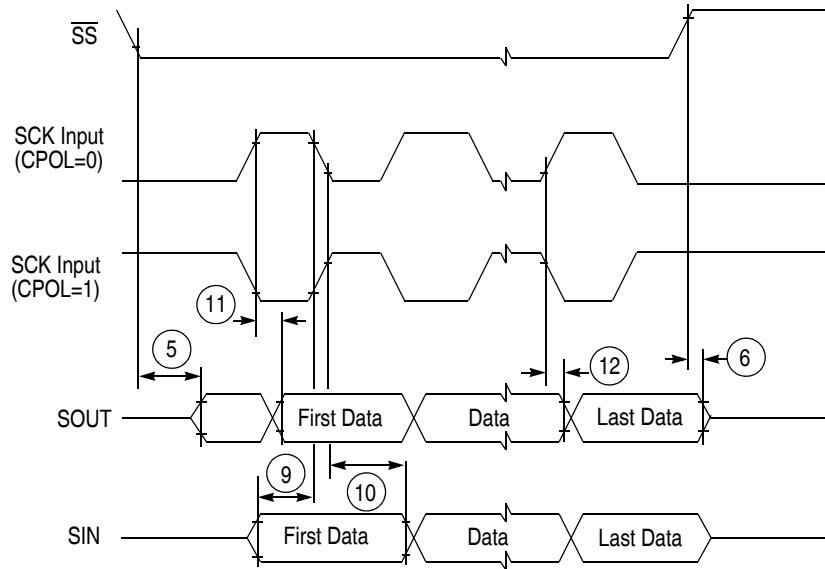 SS
SCK Input
(CPOL=0)
SCK Input
(CPOL=1)
11
5
12
6
SOUT
First Data
Data
Last Data
9
10
SIN
First Data
Data
Last Data